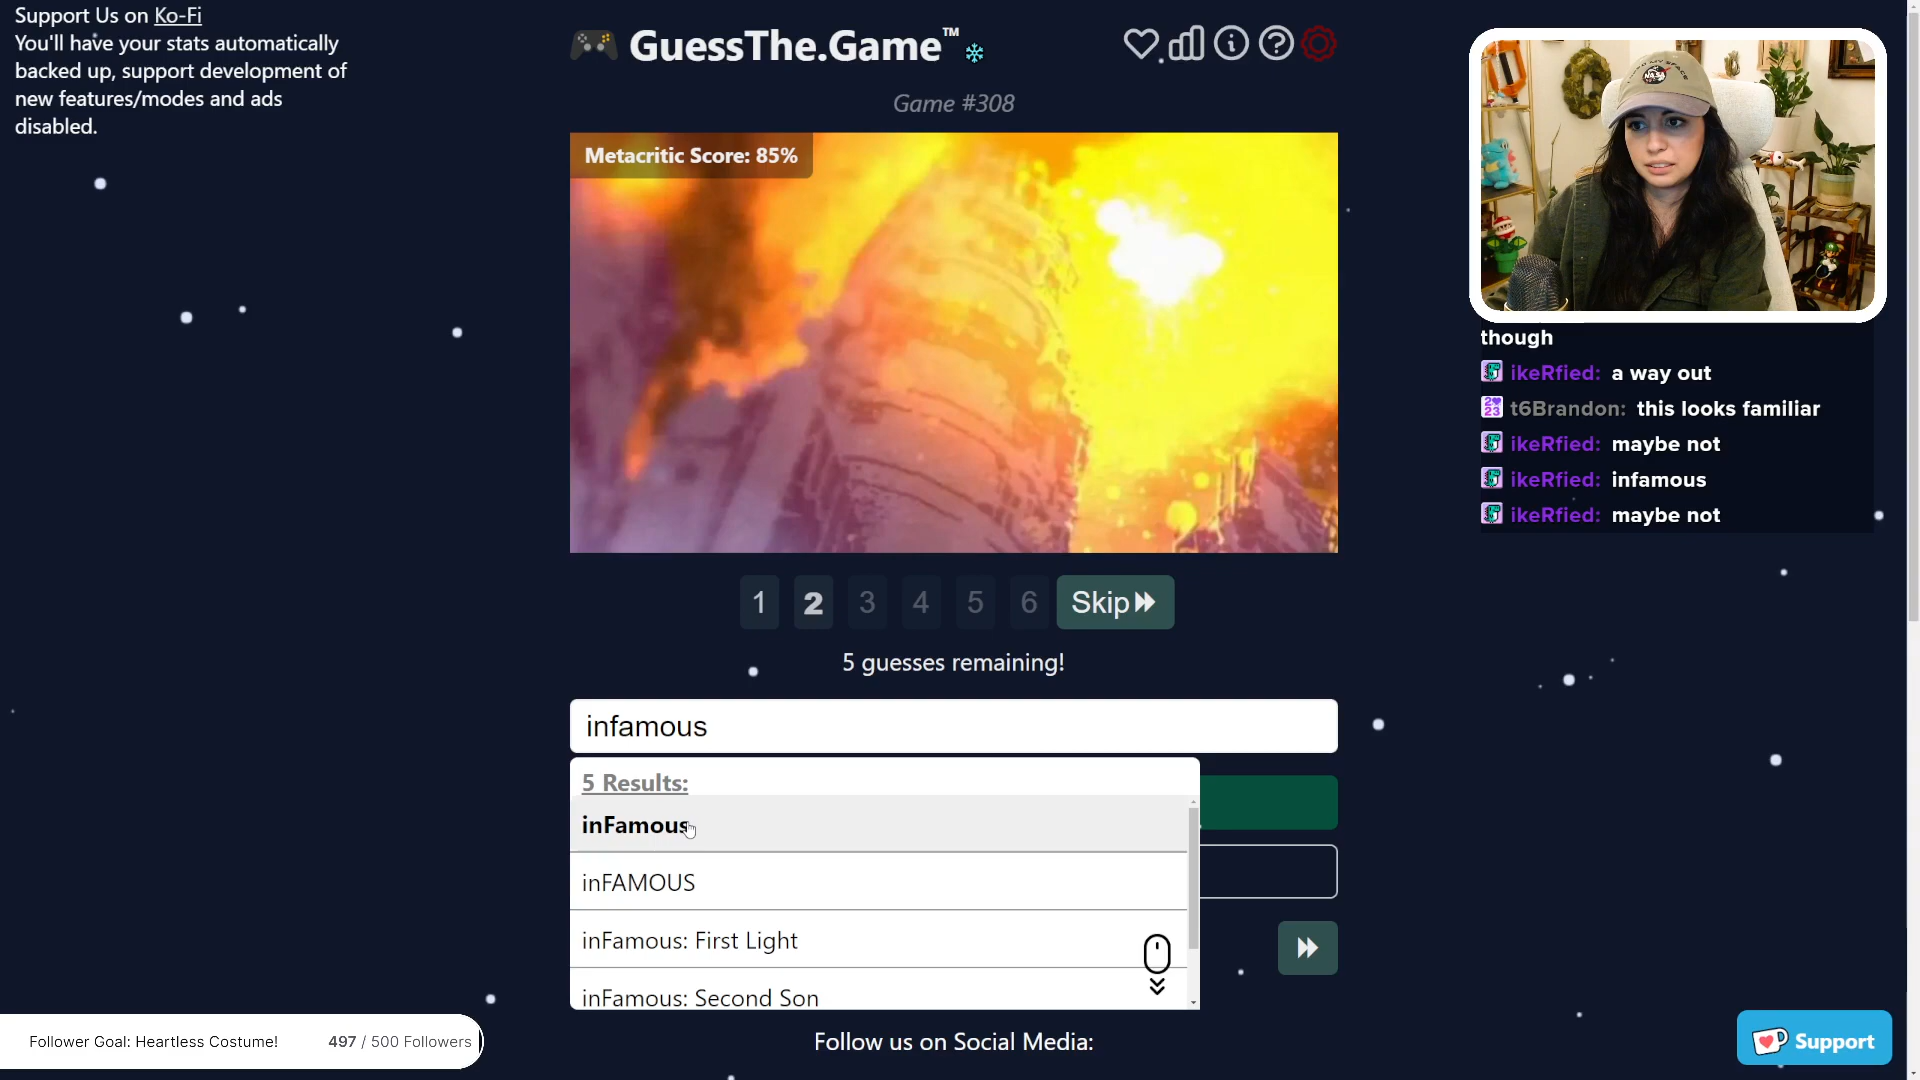 Support Us on Ko-Fi
You'll have your stats automatically
backed up, support development of
new features/modes and ads
disabled.
GuessThe.Game™
Game #308
Metacritic Score: 85%
1 2 3 4 5 6 Skip
5 guesses remaining!
infamous
5 Results:
inFamous
inFAMOUS
inFamous: First Light
inFamous: Second Son
Follow us on Social Media:
Follower Goal: Heartless Costume! 497 / 500 Followers
NASA
though
ikeRfied: a way out
t6Brandon: this looks familiar
ikeRfied: maybe not
ikeRfied: infamous
ikeRfied: maybe not
Support